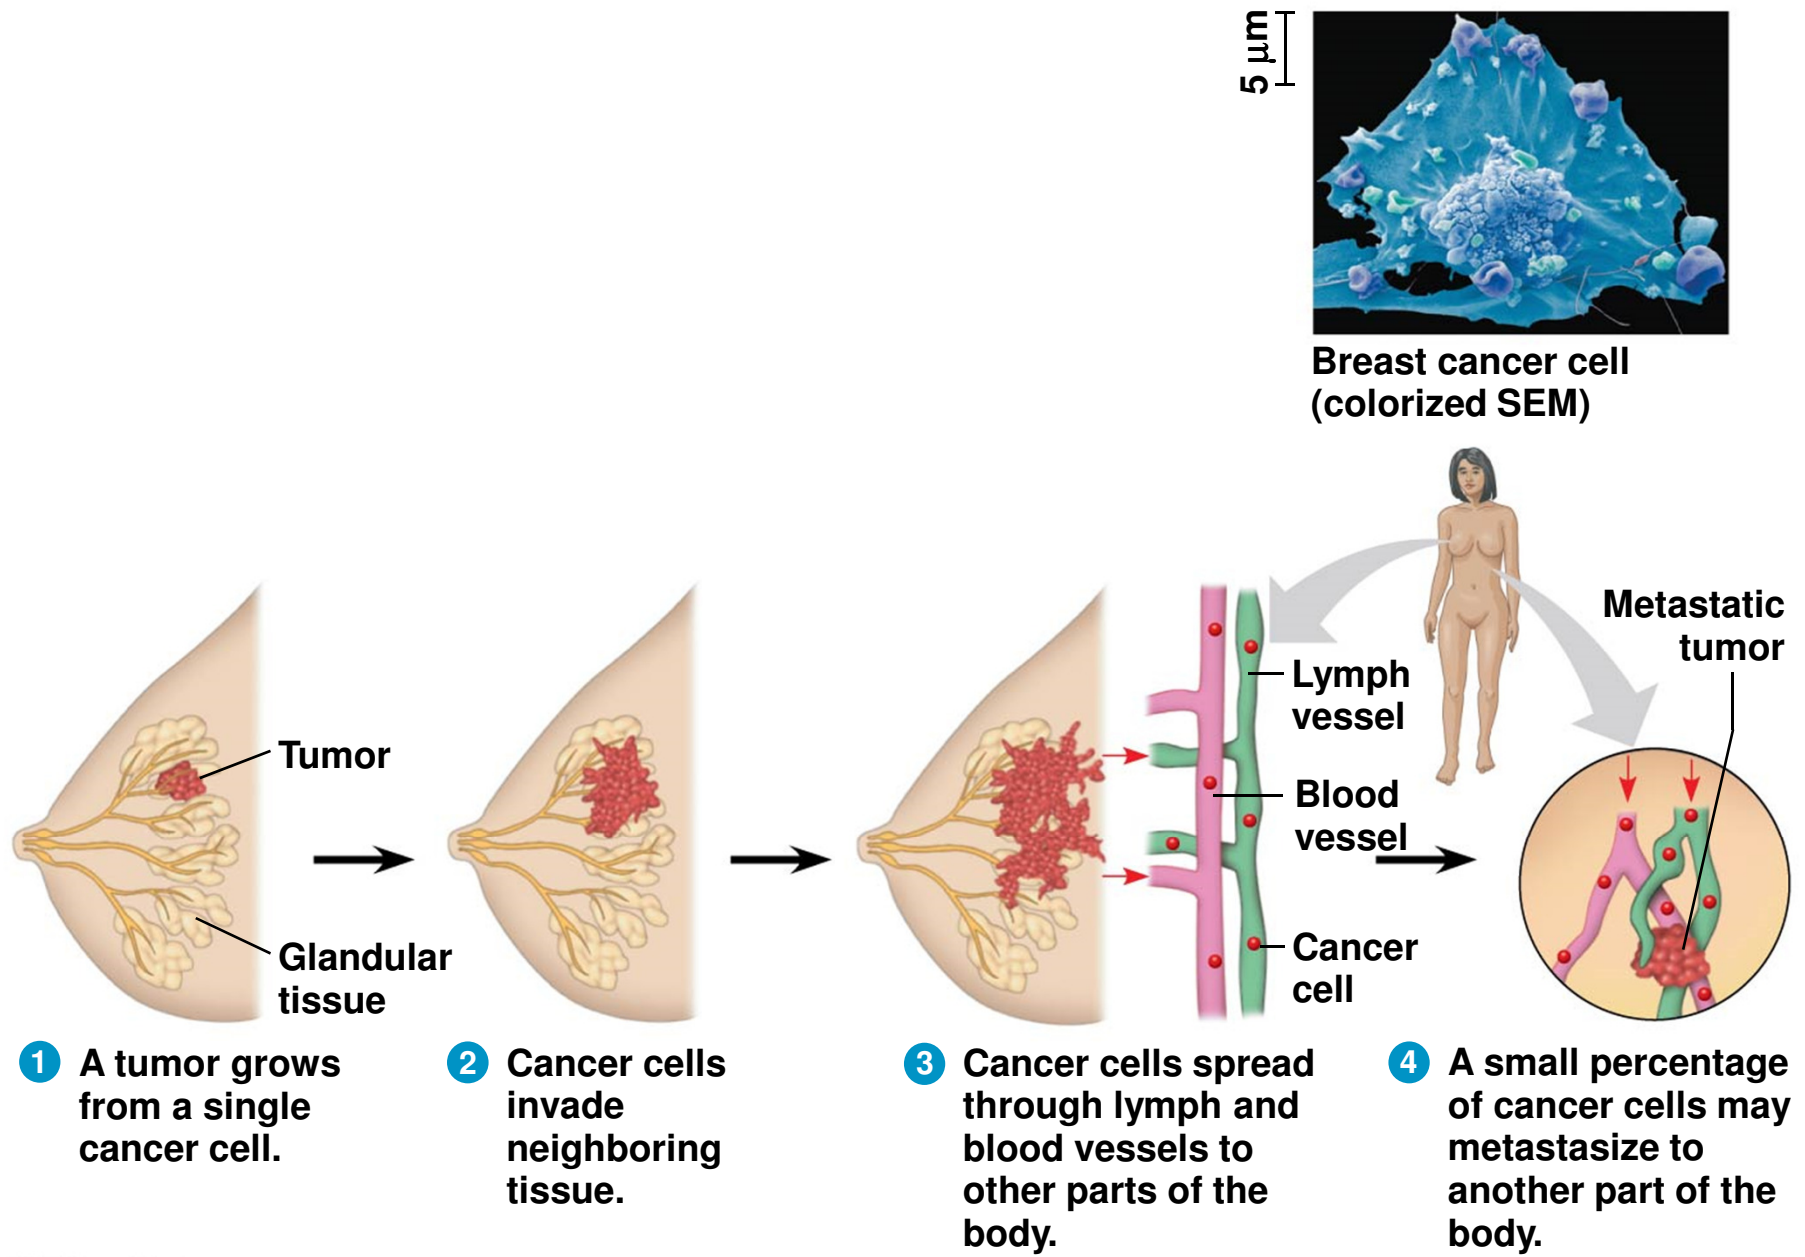 5 µm
Breast cancer cell
(colorized SEM)
Metastatic
tumor
Lymph
vessel
Tumor
Blood
vessel
Glandular
tissue
Cancer
cell
1 A tumor grows
from a single
cancer cell.
2 Cancer cells
invade
neighboring
tissue.
3 Cancer cells spread
through lymph and
blood vessels to
other parts of the
body.
4 A small percentage
of cancer cells may
metastasize to
another part of the
body.